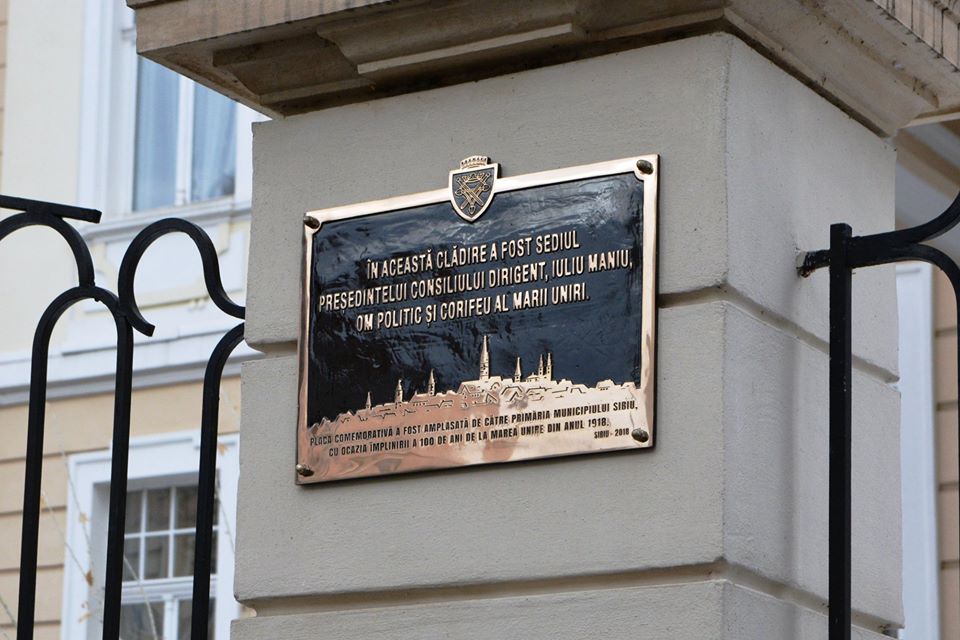 ÎN ACEASTĂ CLĂDIRE A FOST SEDIUL
PRESEDINTELUI CONSILIULUI DIRIGENT, IULIU MANIU,
OM POLITIC ȘI CORIFEU AL MARII UNIRI.
PLACA COMEMORATIVĂ A FOST AMPLASATĂ DE CĂTRE PRIMĂRIA MUNICIPIULUI SIBIU,
CU OCAZIA ÎMPLINIRII A 100 DE ANI DE LA MAREA UNIRE DIN ANUL 1918.
SIBIU - 2018